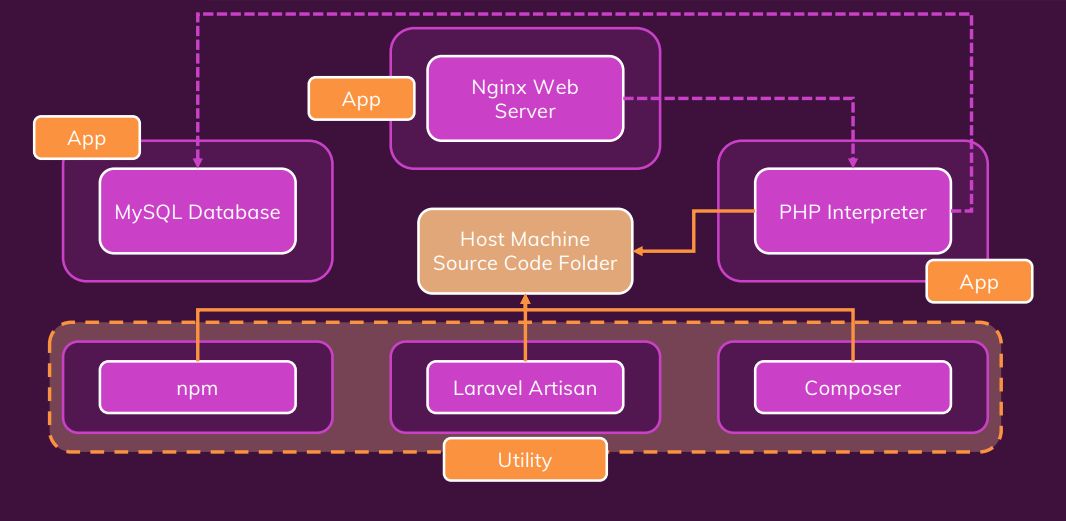 Nginx Web
Server
App
App
MySQL Database
PHP Interpreter
App
Host Machine
Source Code Folder
npm
Laravel Artisan
Composer
Utility